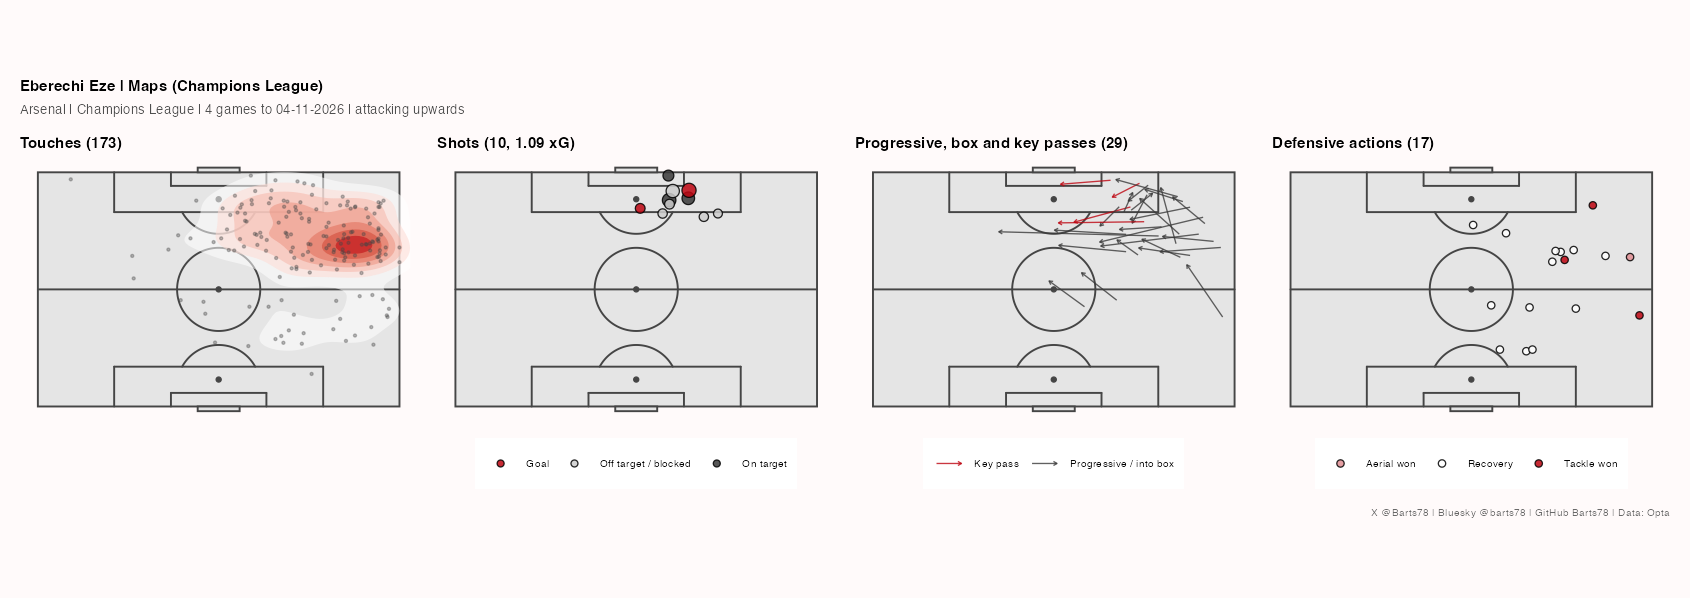 Eberechi Eze | Maps (Champions League)
Arsenal | Champions League | 4 games to 04-11-2026 | attacking upwards
Touches (173)
Shots (10, 1.09 xG)
Progressive, box and key passes (29)
Defensive actions (17)
Goal
Off target / blocked
On target
Key pass
Progressive / into box
Aerial won
Recovery
Tackle won
X @Barts78 | Bluesky @barts78 | GitHub Barts78 | Data: Opta